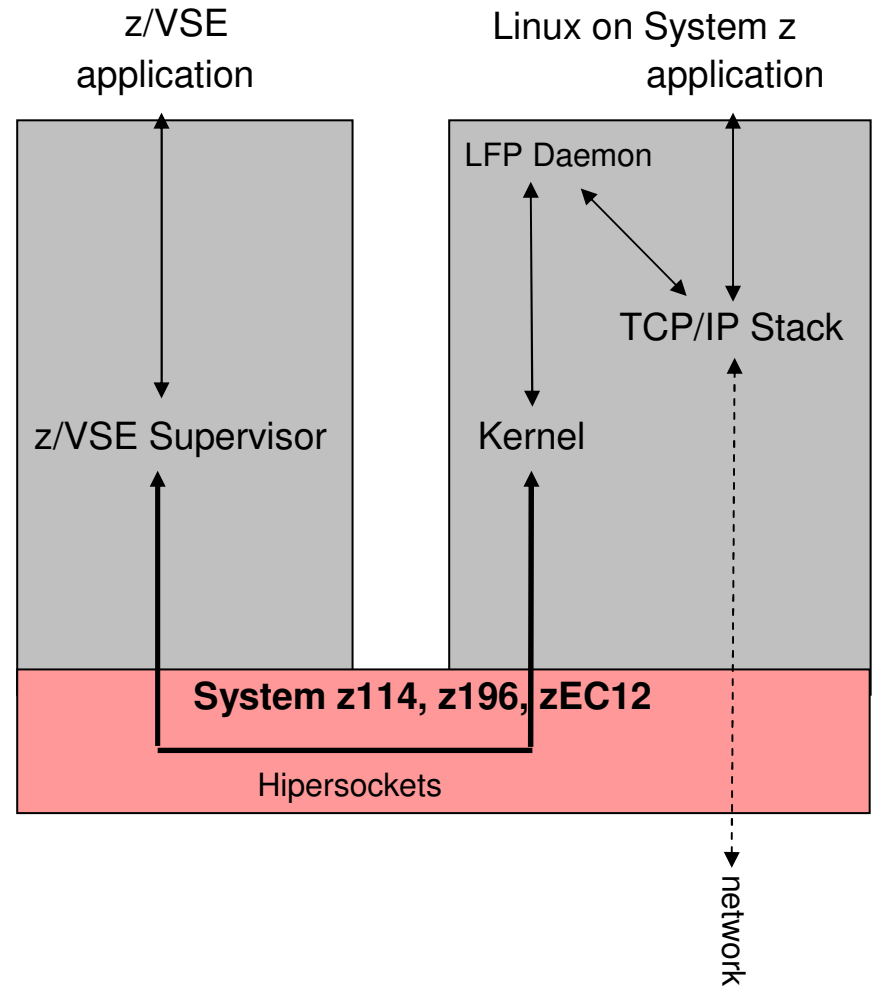 z/VSE
application
Linux on System z
application
LFP Daemon
TCP/IP Stack
z/VSE Supervisor
Kernel
System z114, z196, zEC12
Hipersockets
network